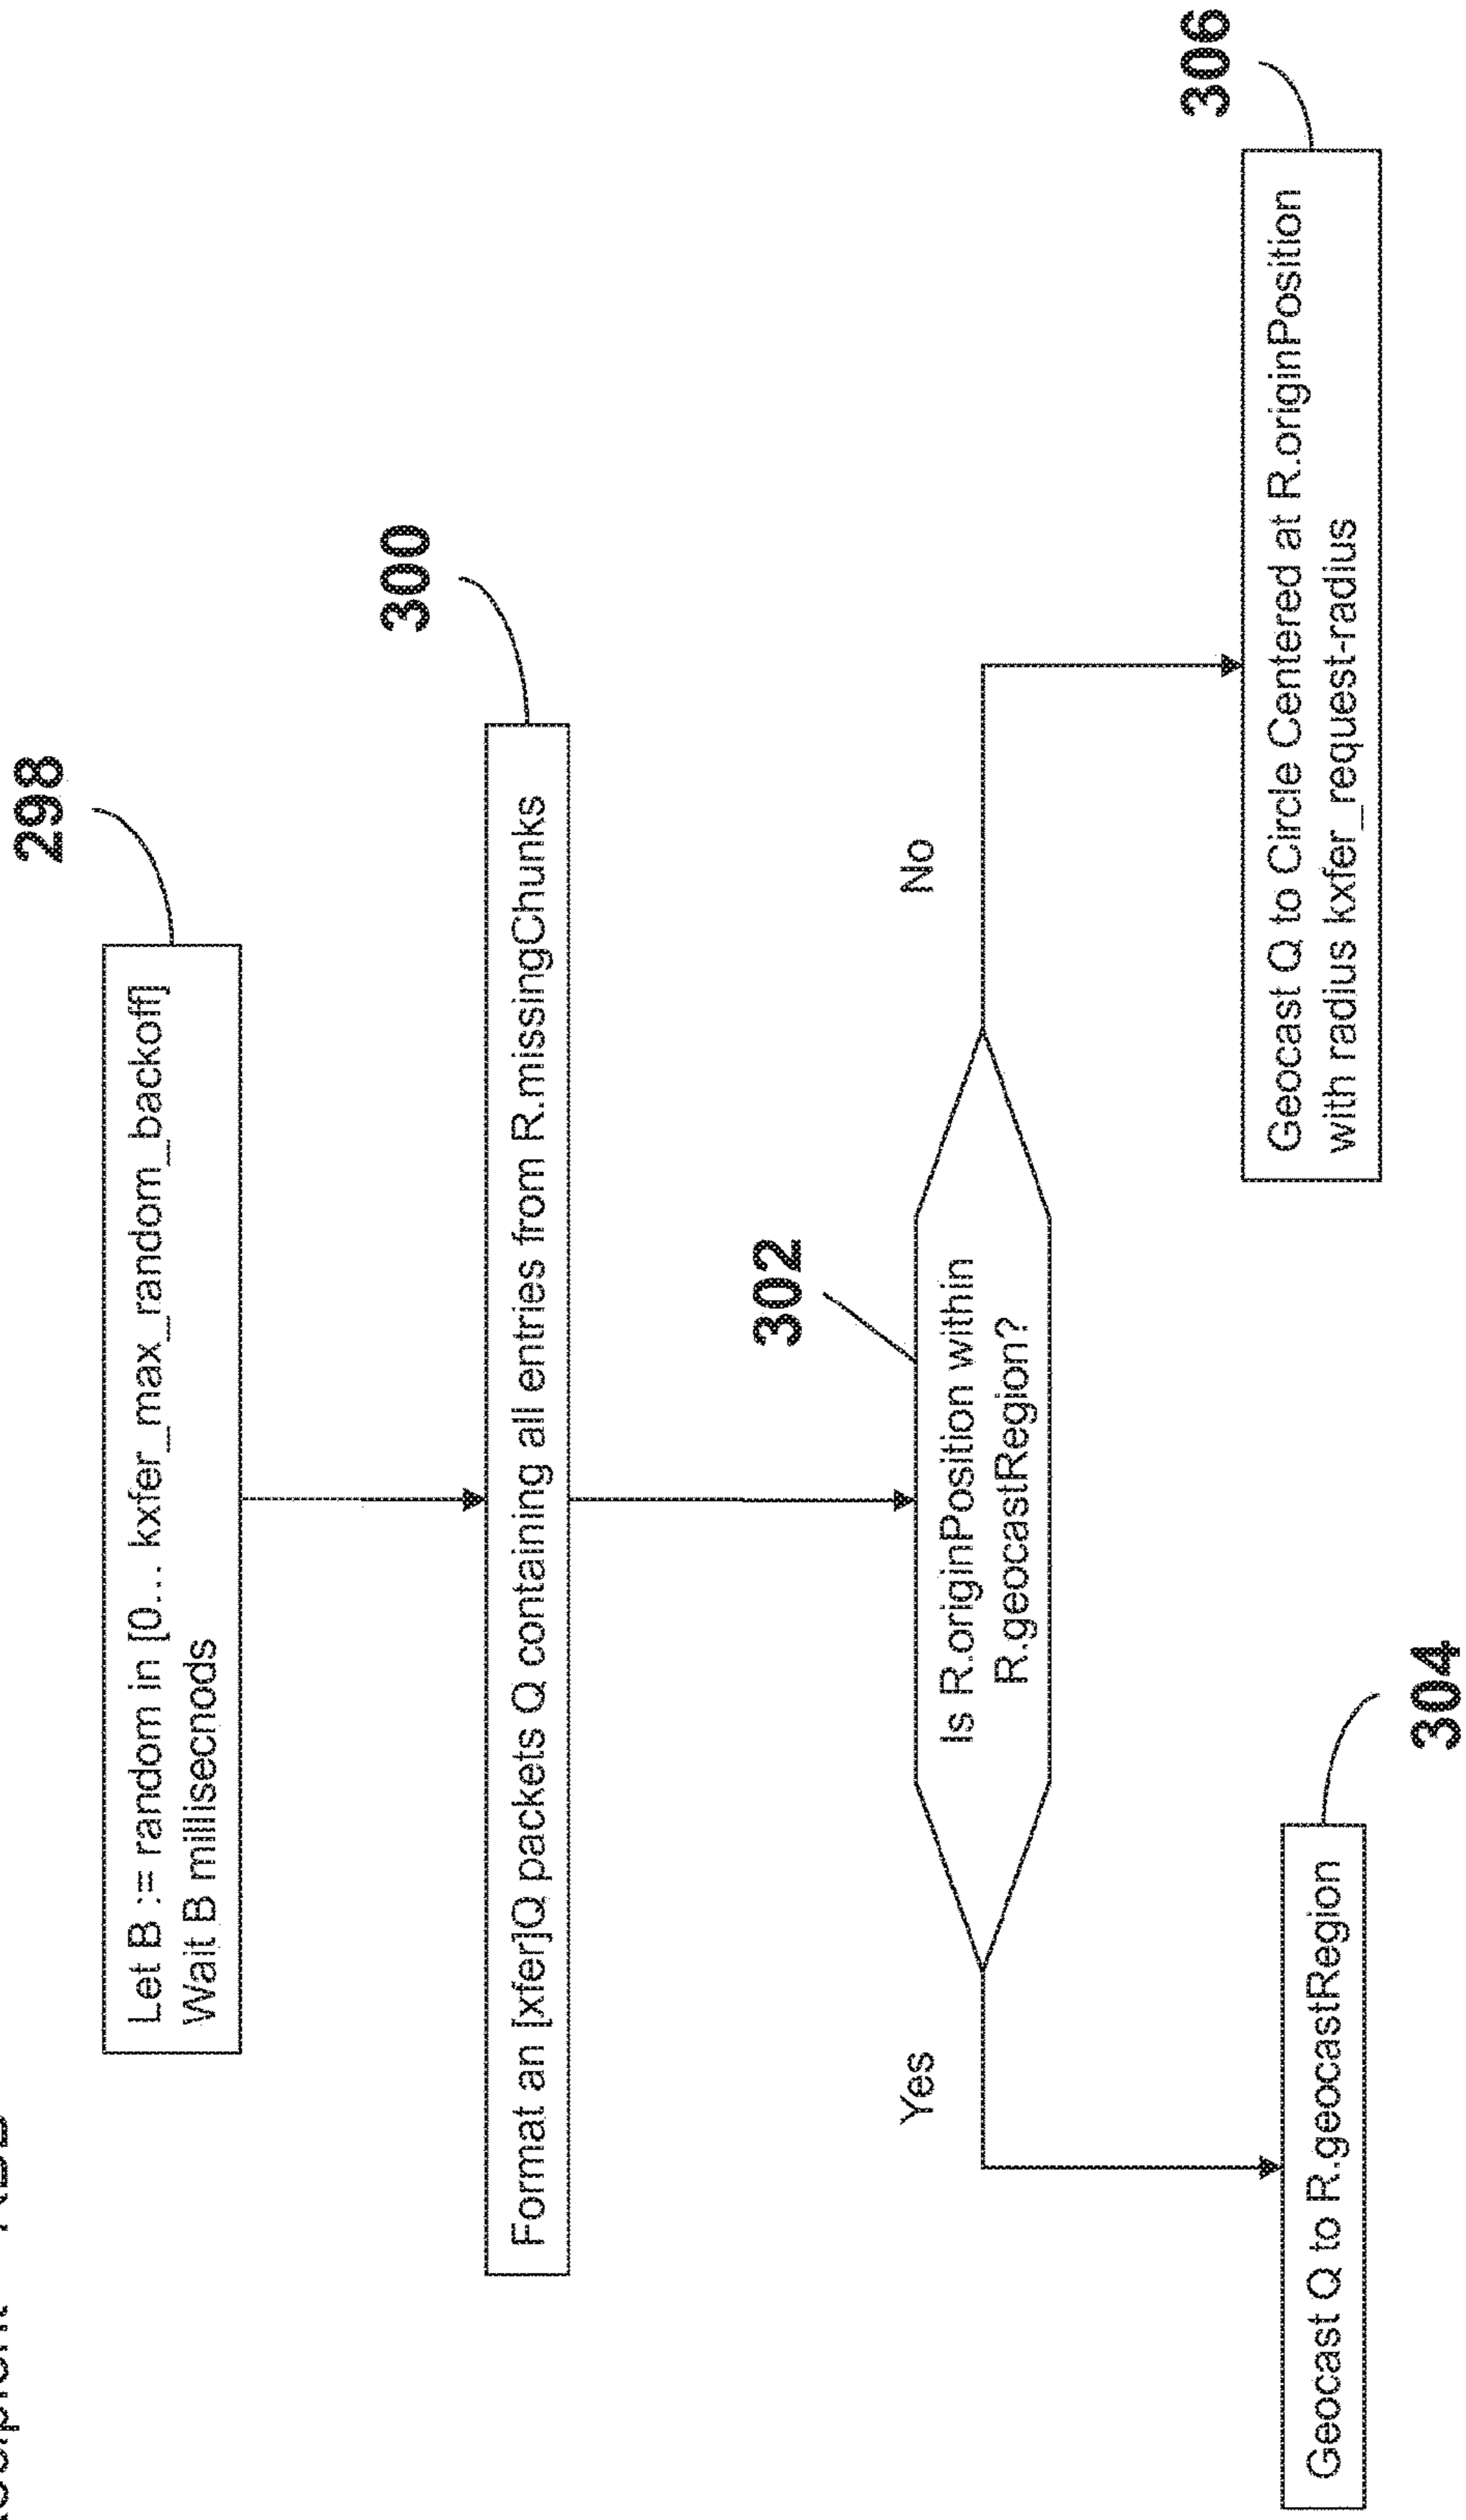 298
Let B := random in [0... kxfer_max_random_backoff]
Wait B millisecnods
300
Format an [xfer]Q packets Q containing all entries from R.missingChunks
302
Is R.originPosition within
R.geocastRegion?
Yes
No
304
Geocast Q to R.geocastRegion
306
Geocast Q to Circle Centered at R.originPosition
with radius kxfer_request-radius